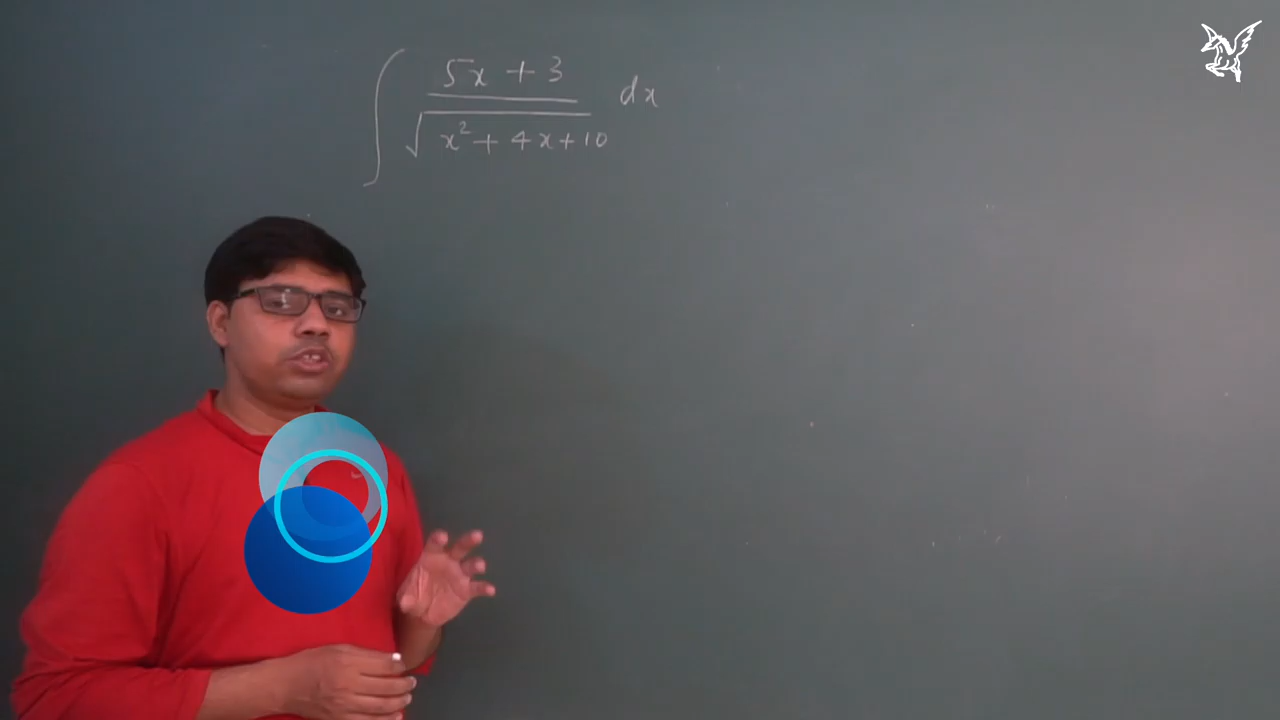 ∫ (5x + 3) / √(x² + 4x + 10) dx